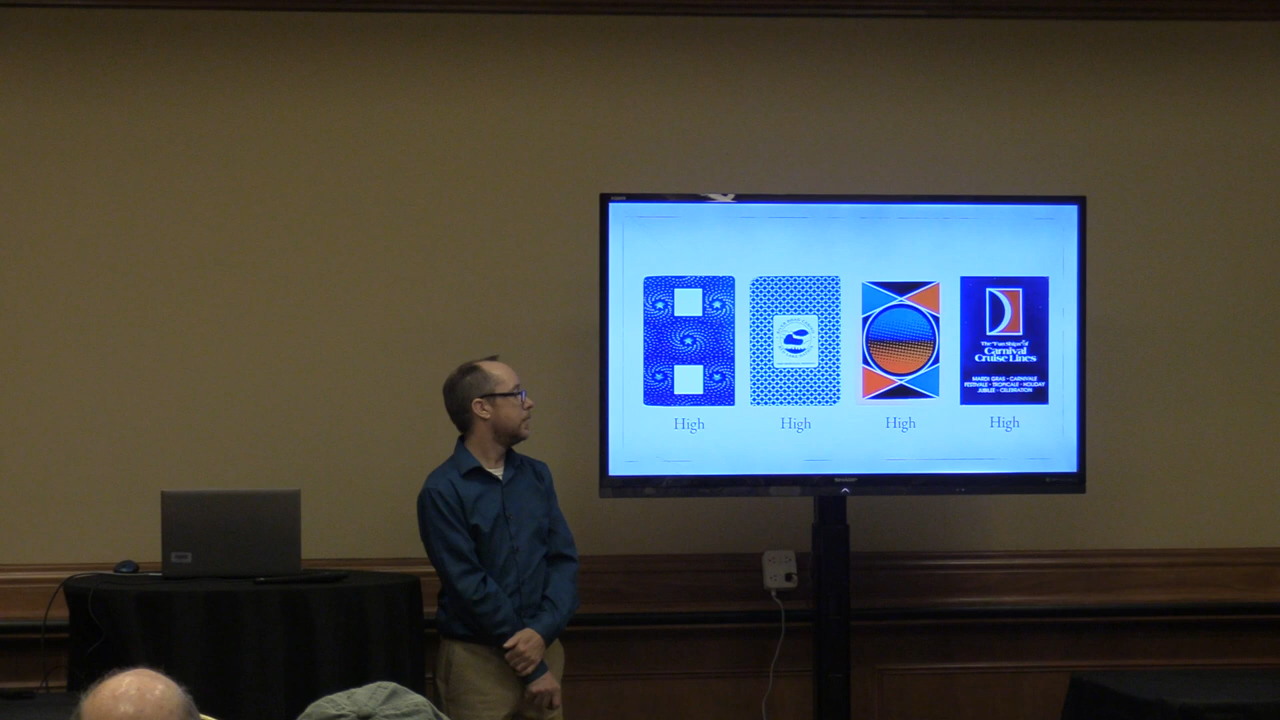 The "Fun Ships" of
Carnival
Cruise Lines
MARDI GRAS - CARNIVALE
FESTIVALE - TROPICALE - HOLIDAY
JUBILEE - CELEBRATION
High
High
High
High
SHARP